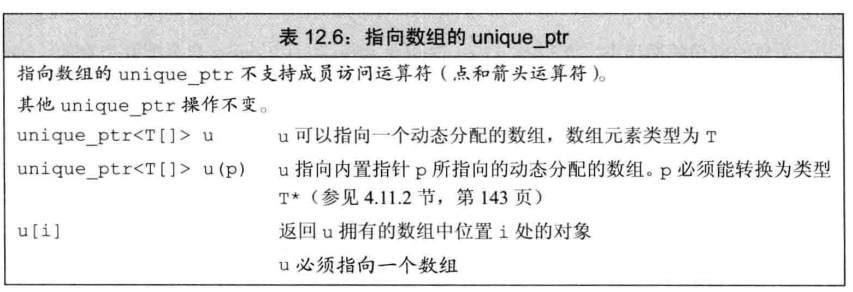 表 12.6：指向数组的 unique_ptr
指向数组的 unique_ptr 不支持成员访问运算符（点和箭头运算符）。
其他 unique_ptr 操作不变。
unique_ptr<T[]> u u 可以指向一个动态分配的数组，数组元素类型为 T
unique_ptr<T[]> u(p) u 指向内置指针 p 所指向的动态分配的数组。p 必须能转换为类型
T*（参见 4.11.2 节，第 143 页）
u[i] 返回 u 拥有的数组中位置 i 处的对象
u 必须指向一个数组